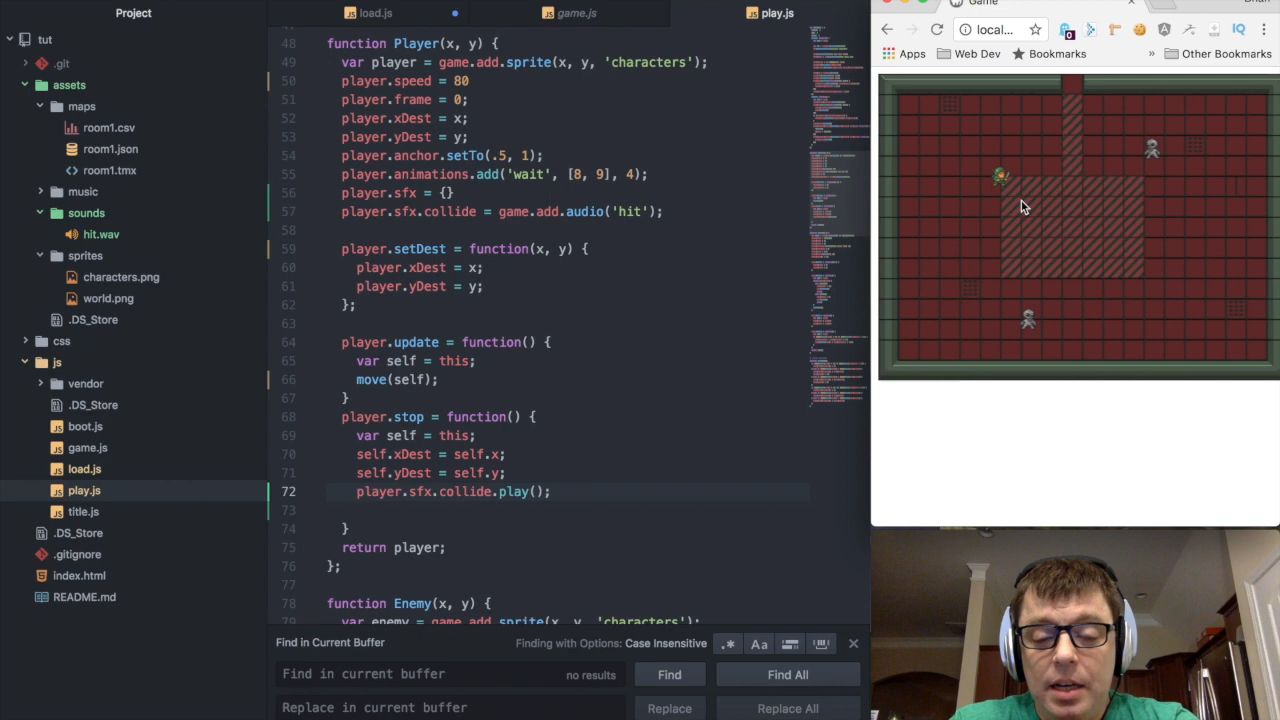 Project
load.js
game.js
play.js
tut
assets
maps
room1.
music
sounds
hit.wav
sprites
characters.png
world.
.DS_Store
css
js
vendor
.DS_Store
boot.js
game.js
load.js
play.js
title.js
.DS_Store
.gitignore
index.html
README.md
48 function Player(x, y) {
49 var player = game.add.sprite(x, y, 'characters');
50 player.speed = 80
51 player.frame = 0;
52 player.xDest = x;
53 player.yDest = y;
54 player.anchor.setTo(.5, 1);
55 player.animations.add('wait', [8, 9], 4);
56 player.sfx = {}
57 player.sfx.collide = game.add.audio('hit');
58
59 player.setDest = function(x, y) {
60 player.xDest = x;
61 player.yDest = y;
62 };
63
64 player.update = function() {
65 var self = this;
66 move(self);
67 }
68 player.stop = function() {
69 var self = this;
70 self.xDest = self.x;
71 self.yDest = self.y;
72 player.sfx.collide.play();
73
74 }
75 return player;
76 };
77
78 function Enemy(x, y) {
79 var enemy = game.add.sprite(x, y, 'characters');
Find in Current Buffer
Finding with Options: Case Insensitive
.* Aa
Find in current buffer
no results
Find
Find All
Replace in current buffer
Replace
Replace All
Game
local...
0
Apps
Web Dev
Bookmarks
»
Other Bookmarks